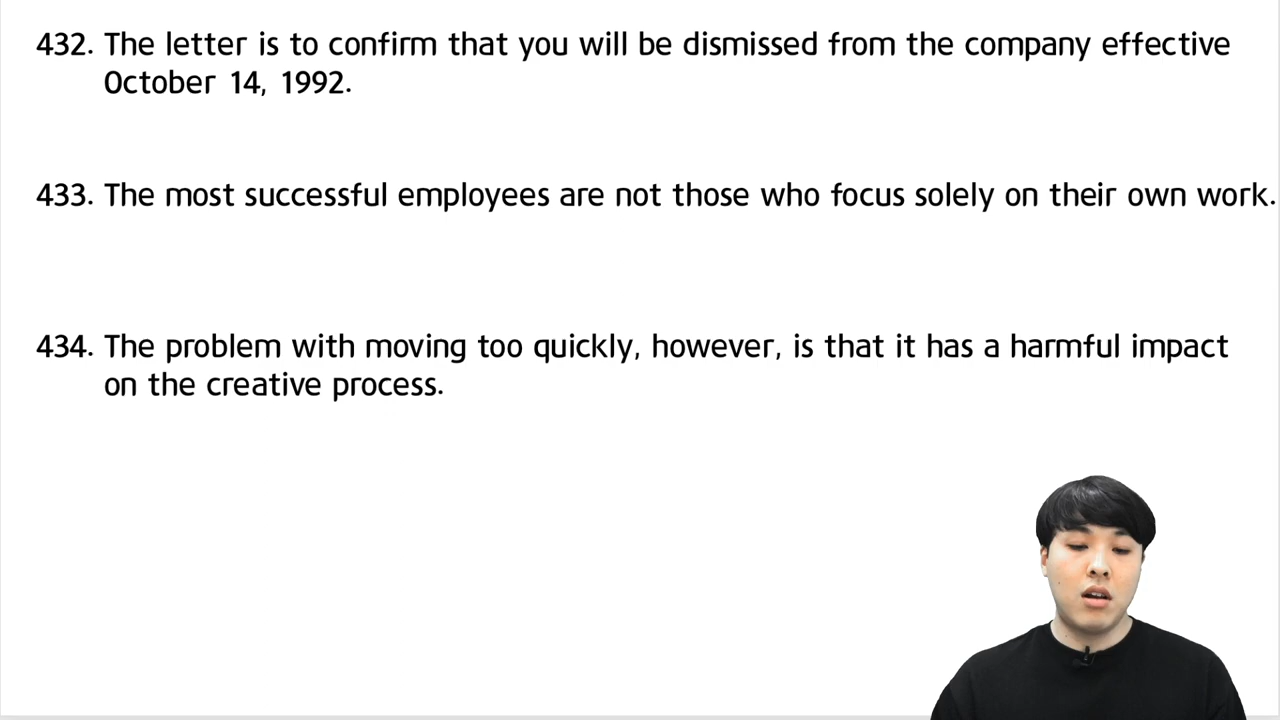 432. The letter is to confirm that you will be dismissed from the company effective
October 14, 1992.
433. The most successful employees are not those who focus solely on their own work.
434. The problem with moving too quickly, however, is that it has a harmful impact
on the creative process.